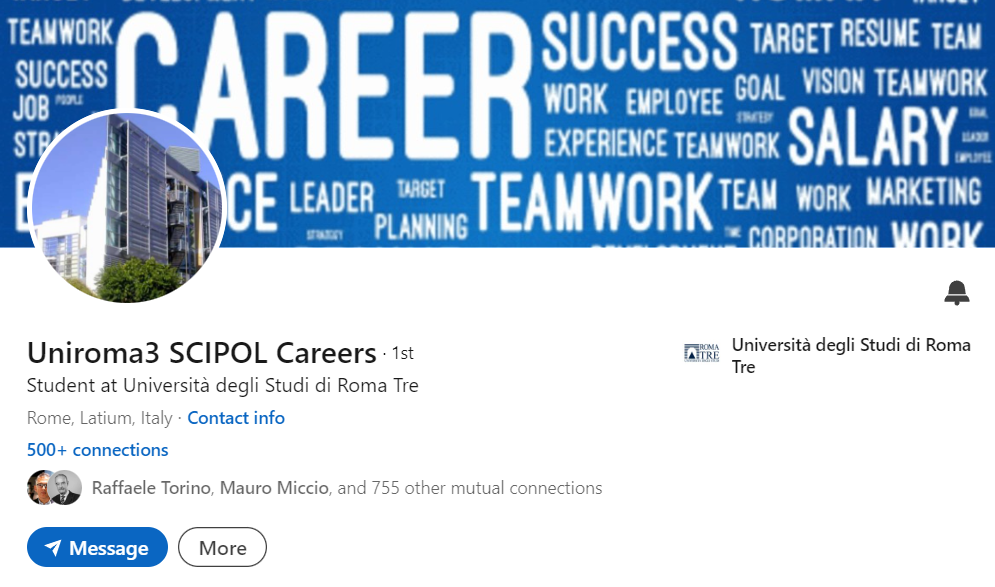 TEAMWORK
CAREER
SUCCESS
TARGET RESUME TEAM
SUCCESS
JOB PEOPLE
WORK EMPLOYEE GOAL VISION TEAMWORK
STRATEGY
EXPERIENCE TEAMWORK SALARY
LEADER
EMPLOYEE
CE LEADER TARGET TEAMWORK TEAM WORK MARKETING
STRATEGY PLANNING
TIME CORPORATION WORK
DEVELOPMENT
Uniroma3 SCIPOL Careers · 1st
Student at Università degli Studi di Roma Tre
Rome, Latium, Italy · Contact info
500+ connections
Raffaele Torino, Mauro Miccio, and 755 other mutual connections
Message
More
ROMA
TRE
Università degli Studi di Roma
Tre